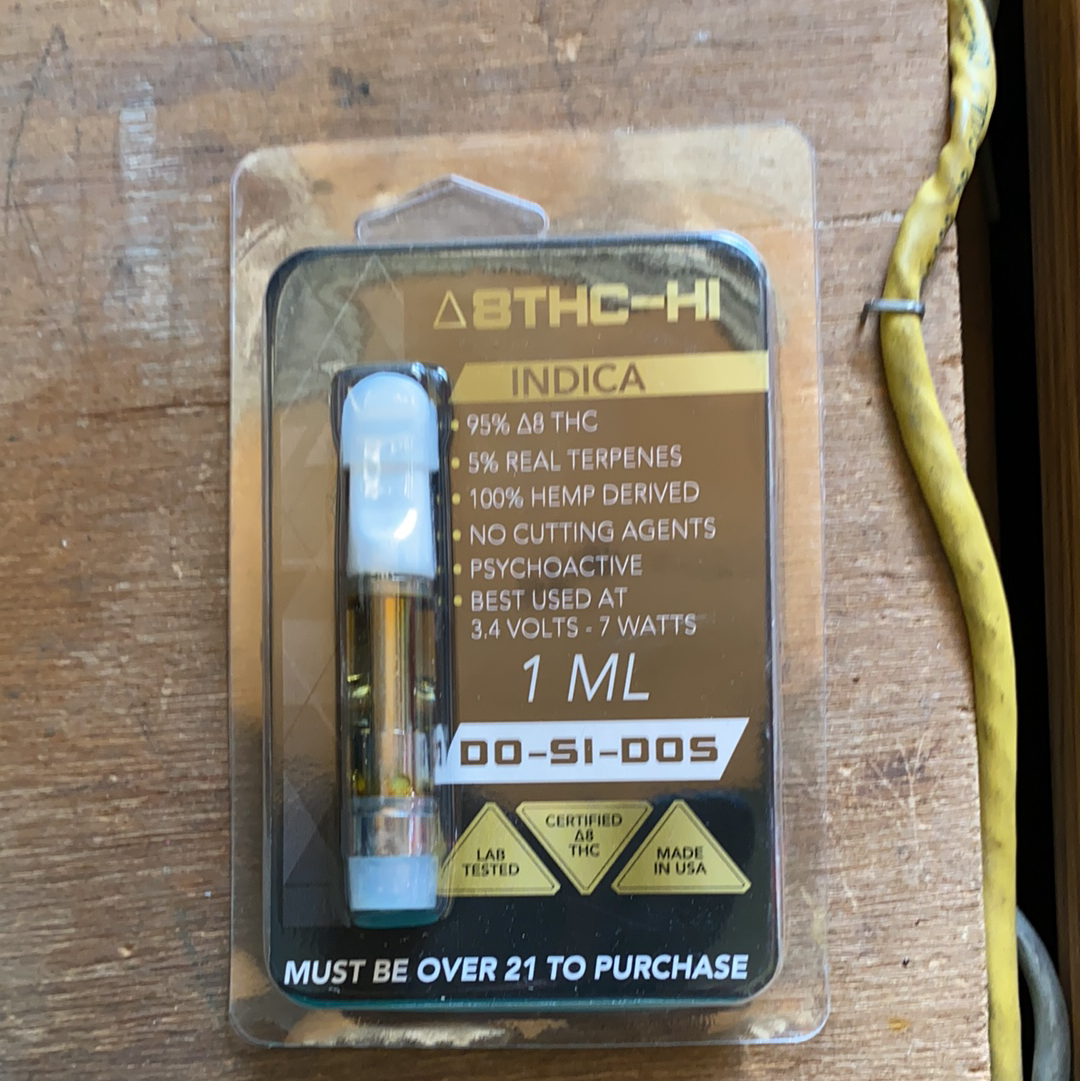 Δ8THC-HI
INDICA
95% Δ8 THC
5% REAL TERPENES
100% HEMP DERIVED
NO CUTTING AGENTS
PSYCHOACTIVE
BEST USED AT
3.4 VOLTS - 7 WATTS
1 ML
DO-SI-DOS
LAB
TESTED
CERTIFIED
Δ8
THC
MADE
IN USA
MUST BE OVER 21 TO PURCHASE